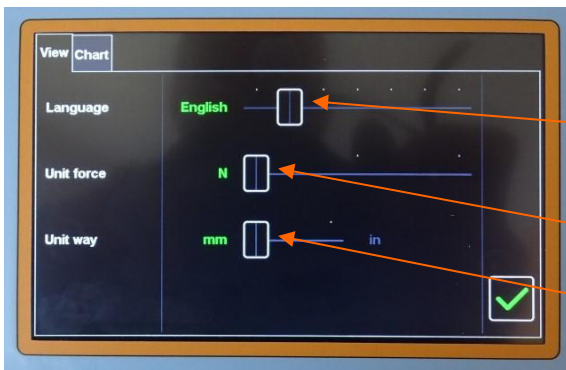 View Chart
Language English
Unit force N
Unit way mm in